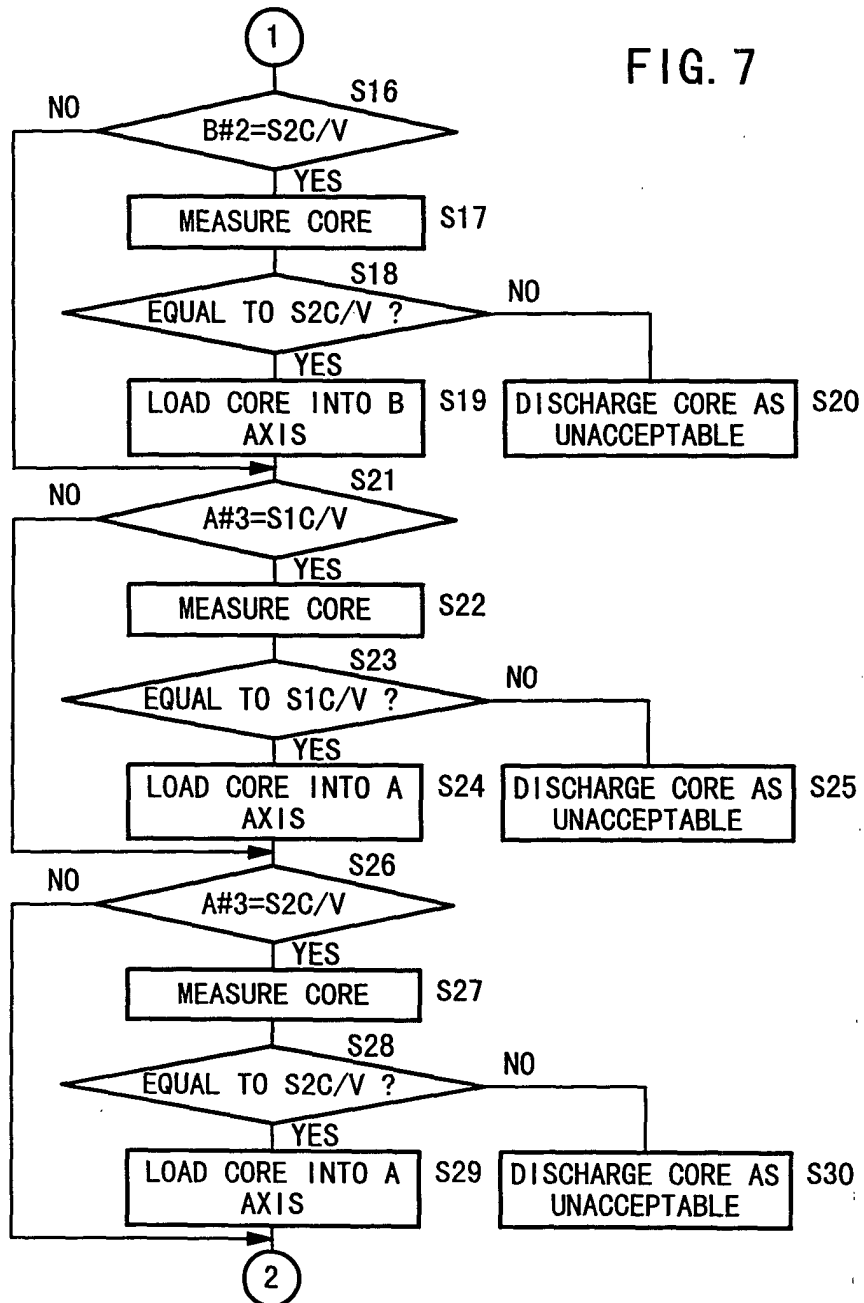 1
FIG. 7
S16
NO
B#2=S2C/V
YES
MEASURE CORE
S17
S18
EQUAL TO S2C/V ?
NO
YES
LOAD CORE INTO B
AXIS
S19
DISCHARGE CORE AS
UNACCEPTABLE
S20
S21
NO
A#3=S1C/V
YES
MEASURE CORE
S22
S23
EQUAL TO S1C/V ?
NO
YES
LOAD CORE INTO A
AXIS
S24
DISCHARGE CORE AS
UNACCEPTABLE
S25
S26
NO
A#3=S2C/V
YES
MEASURE CORE
S27
S28
EQUAL TO S2C/V ?
NO
YES
LOAD CORE INTO A
AXIS
S29
DISCHARGE CORE AS
UNACCEPTABLE
S30
2